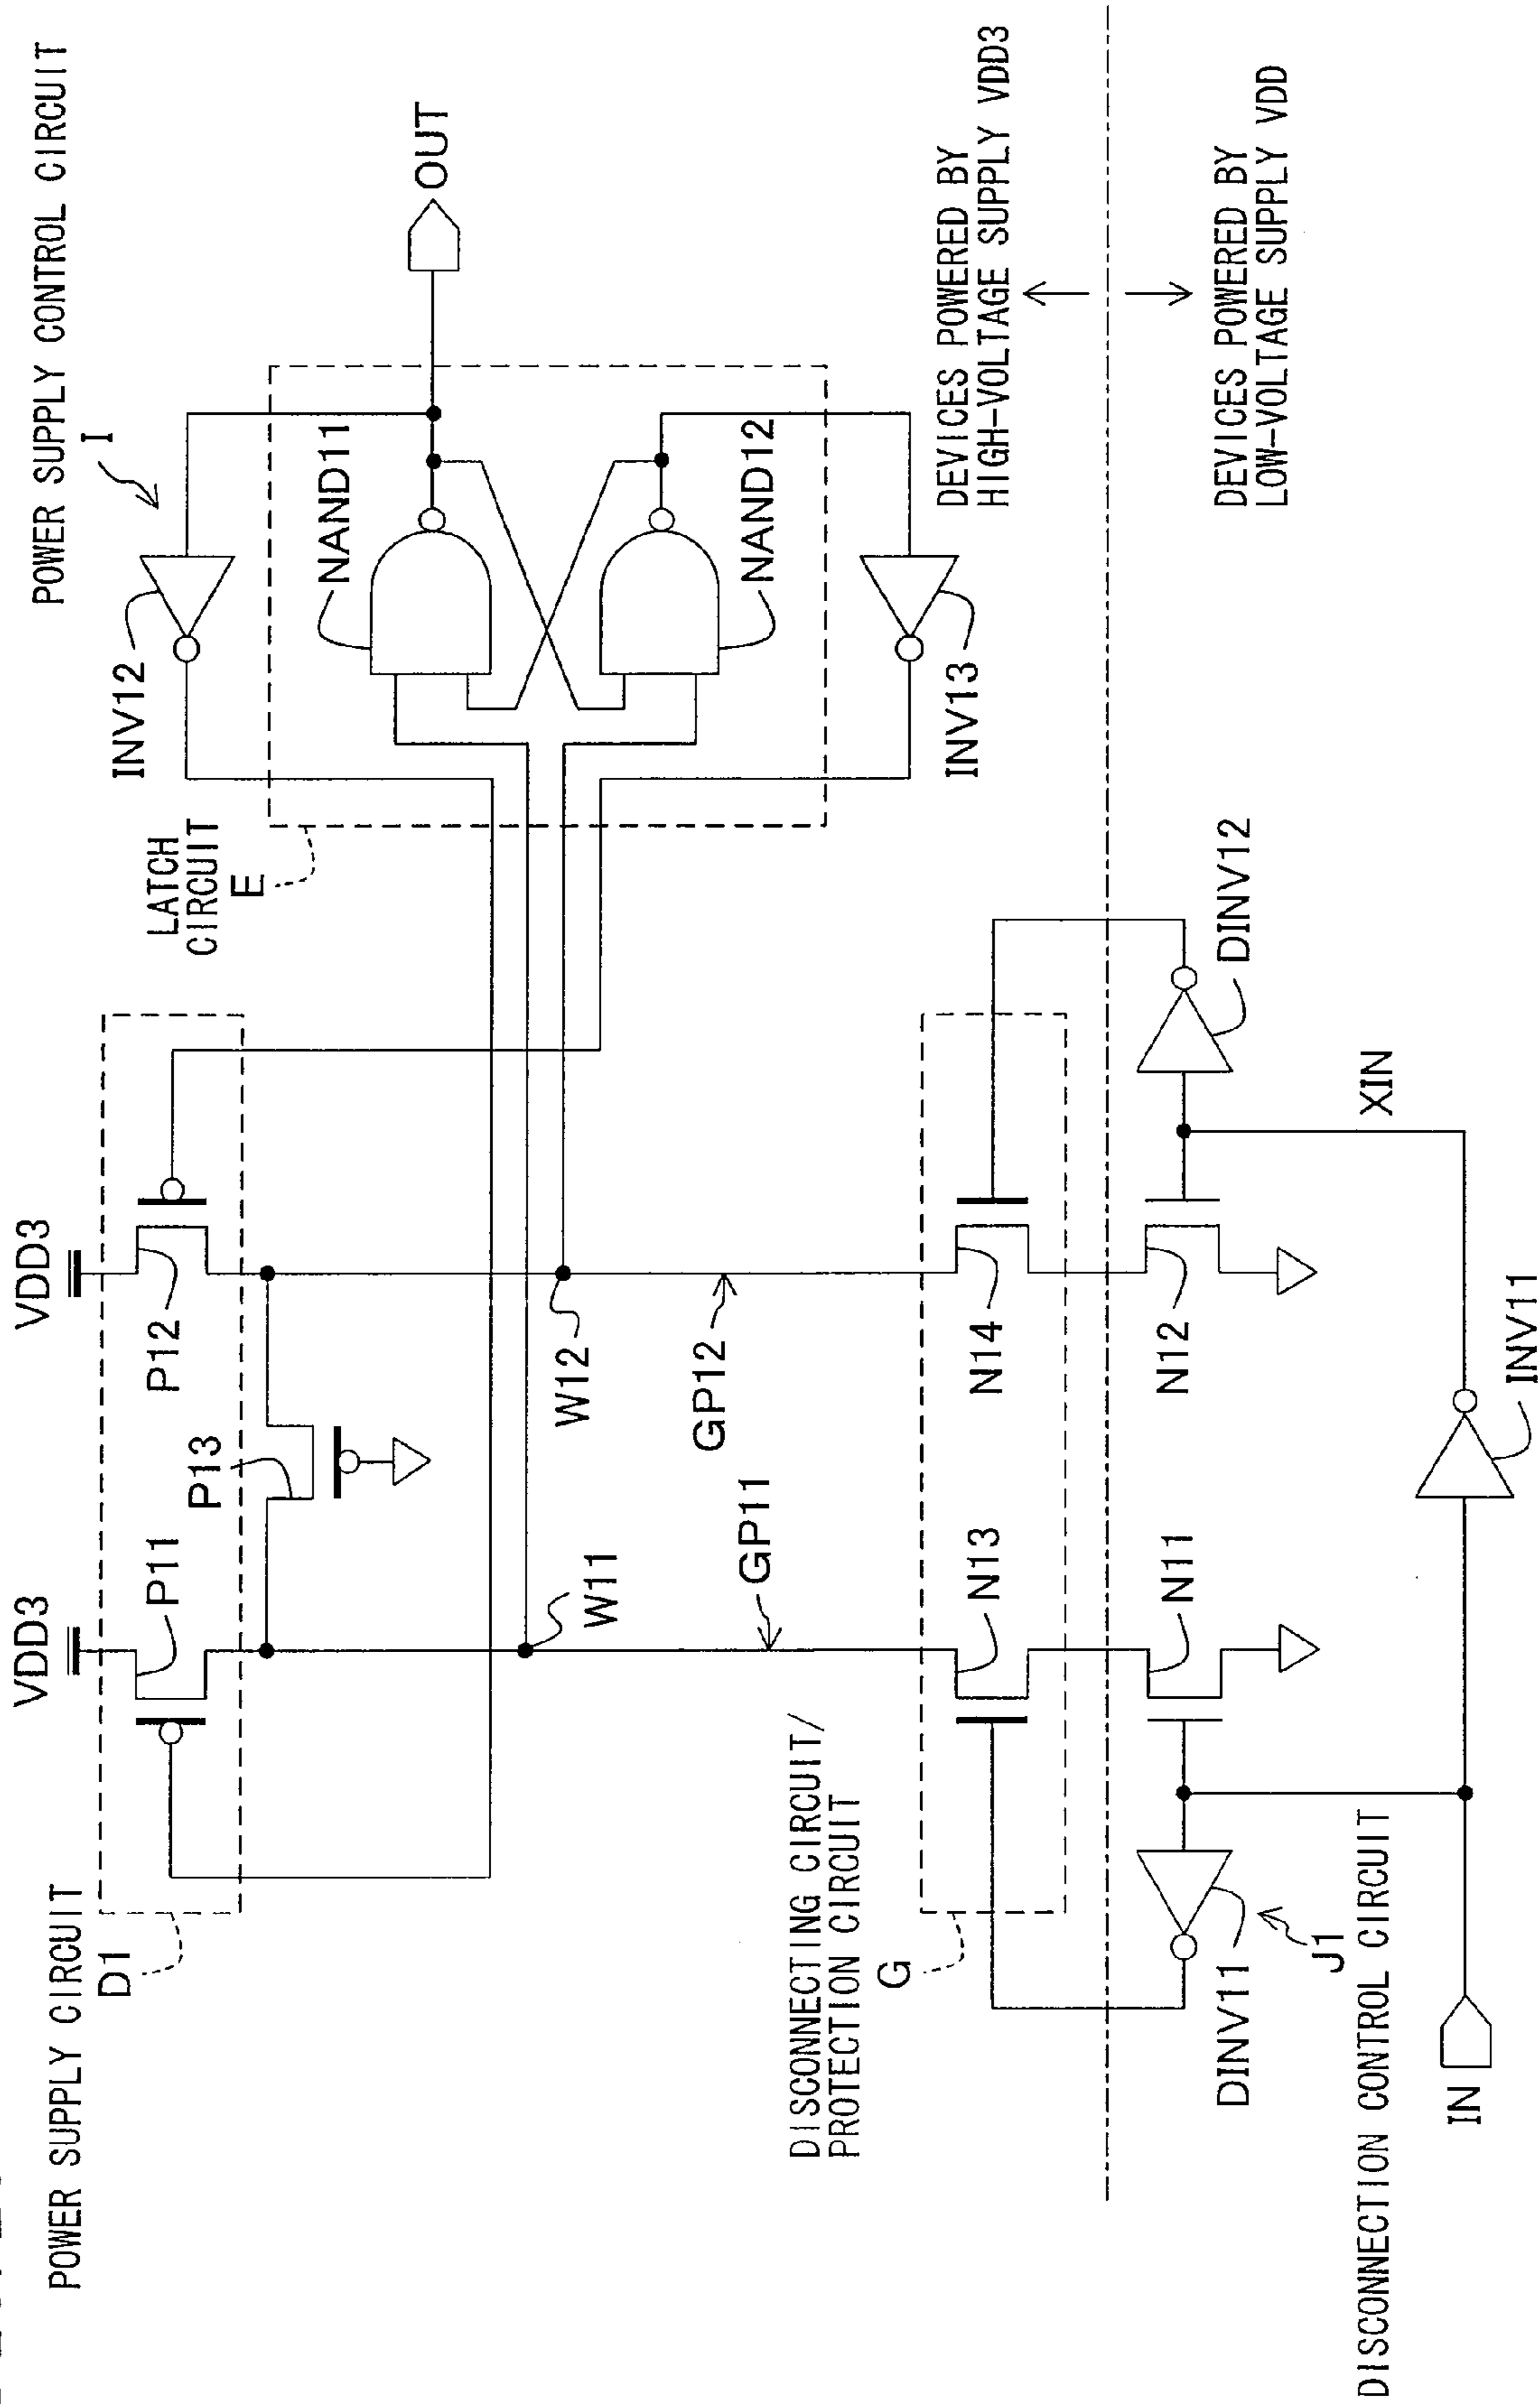 POWER SUPPLY CIRCUIT
D1
VDD3
VDD3
P11
P12
P13
POWER SUPPLY CONTROL CIRCUIT
I
INV12
LATCH
CIRCUIT
E
NAND11
OUT
NAND12
INV13
W11
W12
GP11
GP12
DISCONNECTING CIRCUIT/
PROTECTION CIRCUIT
G
N13
N14
DEVICES POWERED BY
HIGH-VOLTAGE SUPPLY VDD3
DEVICES POWERED BY
LOW-VOLTAGE SUPPLY VDD
DINV11
J1
N11
N12
DINV12
DISCONNECTION CONTROL CIRCUIT
XIN
IN
INV11